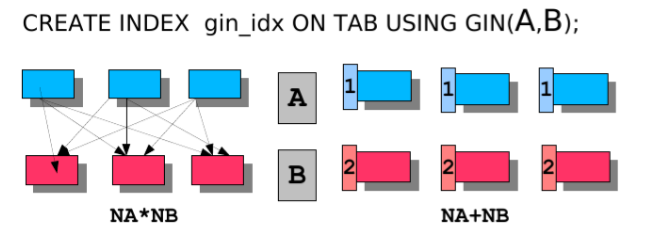 CREATE INDEX gin_idx ON TAB USING GIN(A,B);
A
1 1 1
B
2 2 2
NA*NB
NA+NB